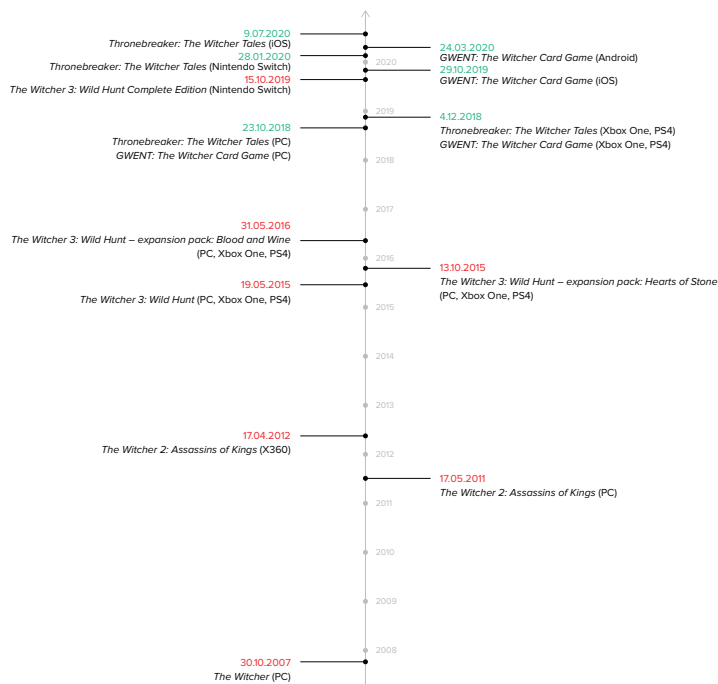 9.07.2020
Thronebreaker: The Witcher Tales (iOS)
24.03.2020
GWENT: The Witcher Card Game (Android)
28.01.2020
Thronebreaker: The Witcher Tales (Nintendo Switch)
2020
29.10.2019
GWENT: The Witcher Card Game (iOS)
15.10.2019
The Witcher 3: Wild Hunt Complete Edition (Nintendo Switch)
2019
4.12.2018
Thronebreaker: The Witcher Tales (Xbox One, PS4)
GWENT: The Witcher Card Game (Xbox One, PS4)
23.10.2018
Thronebreaker: The Witcher Tales (PC)
GWENT: The Witcher Card Game (PC)
2018
2017
31.05.2016
The Witcher 3: Wild Hunt – expansion pack: Blood and Wine
(PC, Xbox One, PS4)
2016
13.10.2015
The Witcher 3: Wild Hunt – expansion pack: Hearts of Stone
(PC, Xbox One, PS4)
19.05.2015
The Witcher 3: Wild Hunt (PC, Xbox One, PS4)
2015
2014
2013
17.04.2012
The Witcher 2: Assassins of Kings (X360)
2012
17.05.2011
The Witcher 2: Assassins of Kings (PC)
2011
2010
2009
2008
30.10.2007
The Witcher (PC)